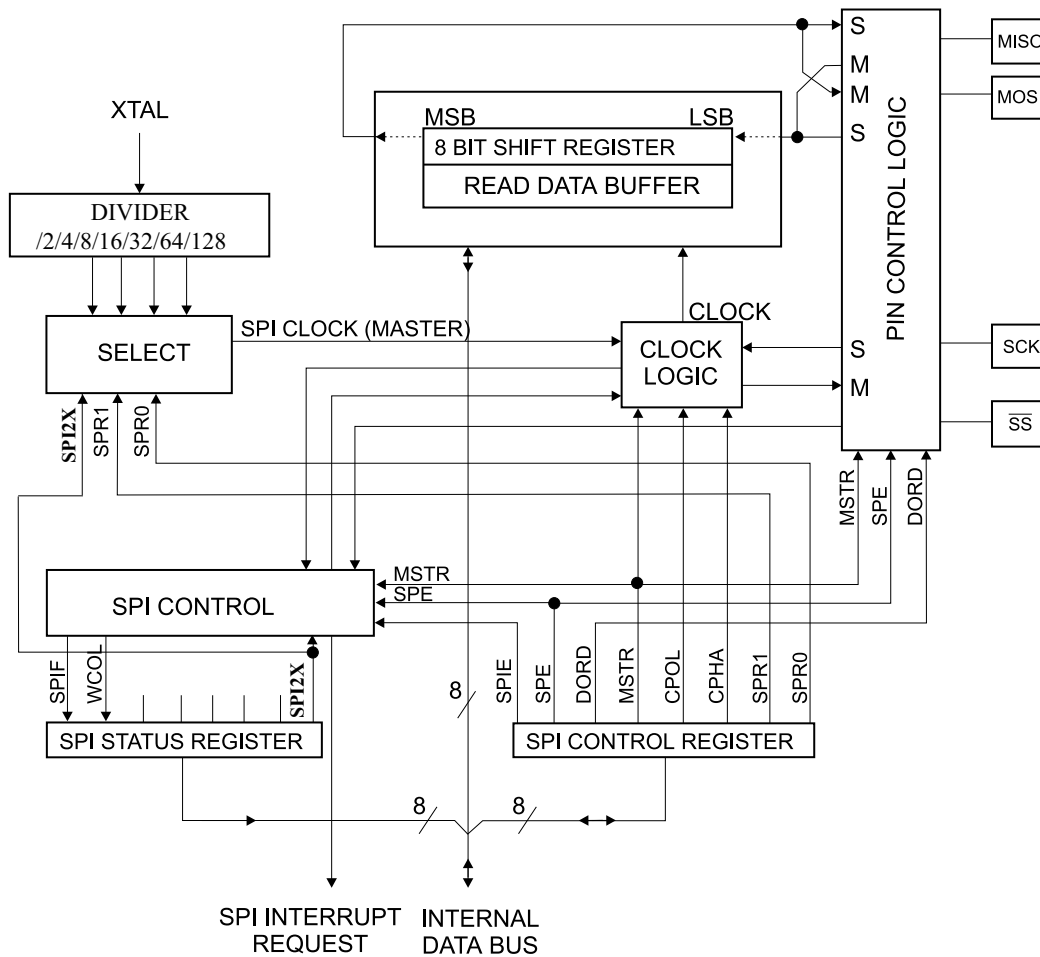 XTAL
DIVIDER
/2/4/8/16/32/64/128
SELECT
SPI2X
SPR1
SPR0
SPI CLOCK (MASTER)
MSB
LSB
8 BIT SHIFT REGISTER
READ DATA BUFFER
CLOCK
CLOCK
LOGIC
S
M
M
S
S
M
PIN CONTROL LOGIC
MISO
MOS
SCK
SS
MSTR
SPE
DORD
SPI CONTROL
MSTR
SPE
SPIF
WCOL
SPI2X
SPI STATUS REGISTER
8
SPIE
SPE
DORD
MSTR
CPOL
CPHA
SPR1
SPR0
SPI CONTROL REGISTER
8
8
SPI INTERRUPT
REQUEST
INTERNAL
DATA BUS